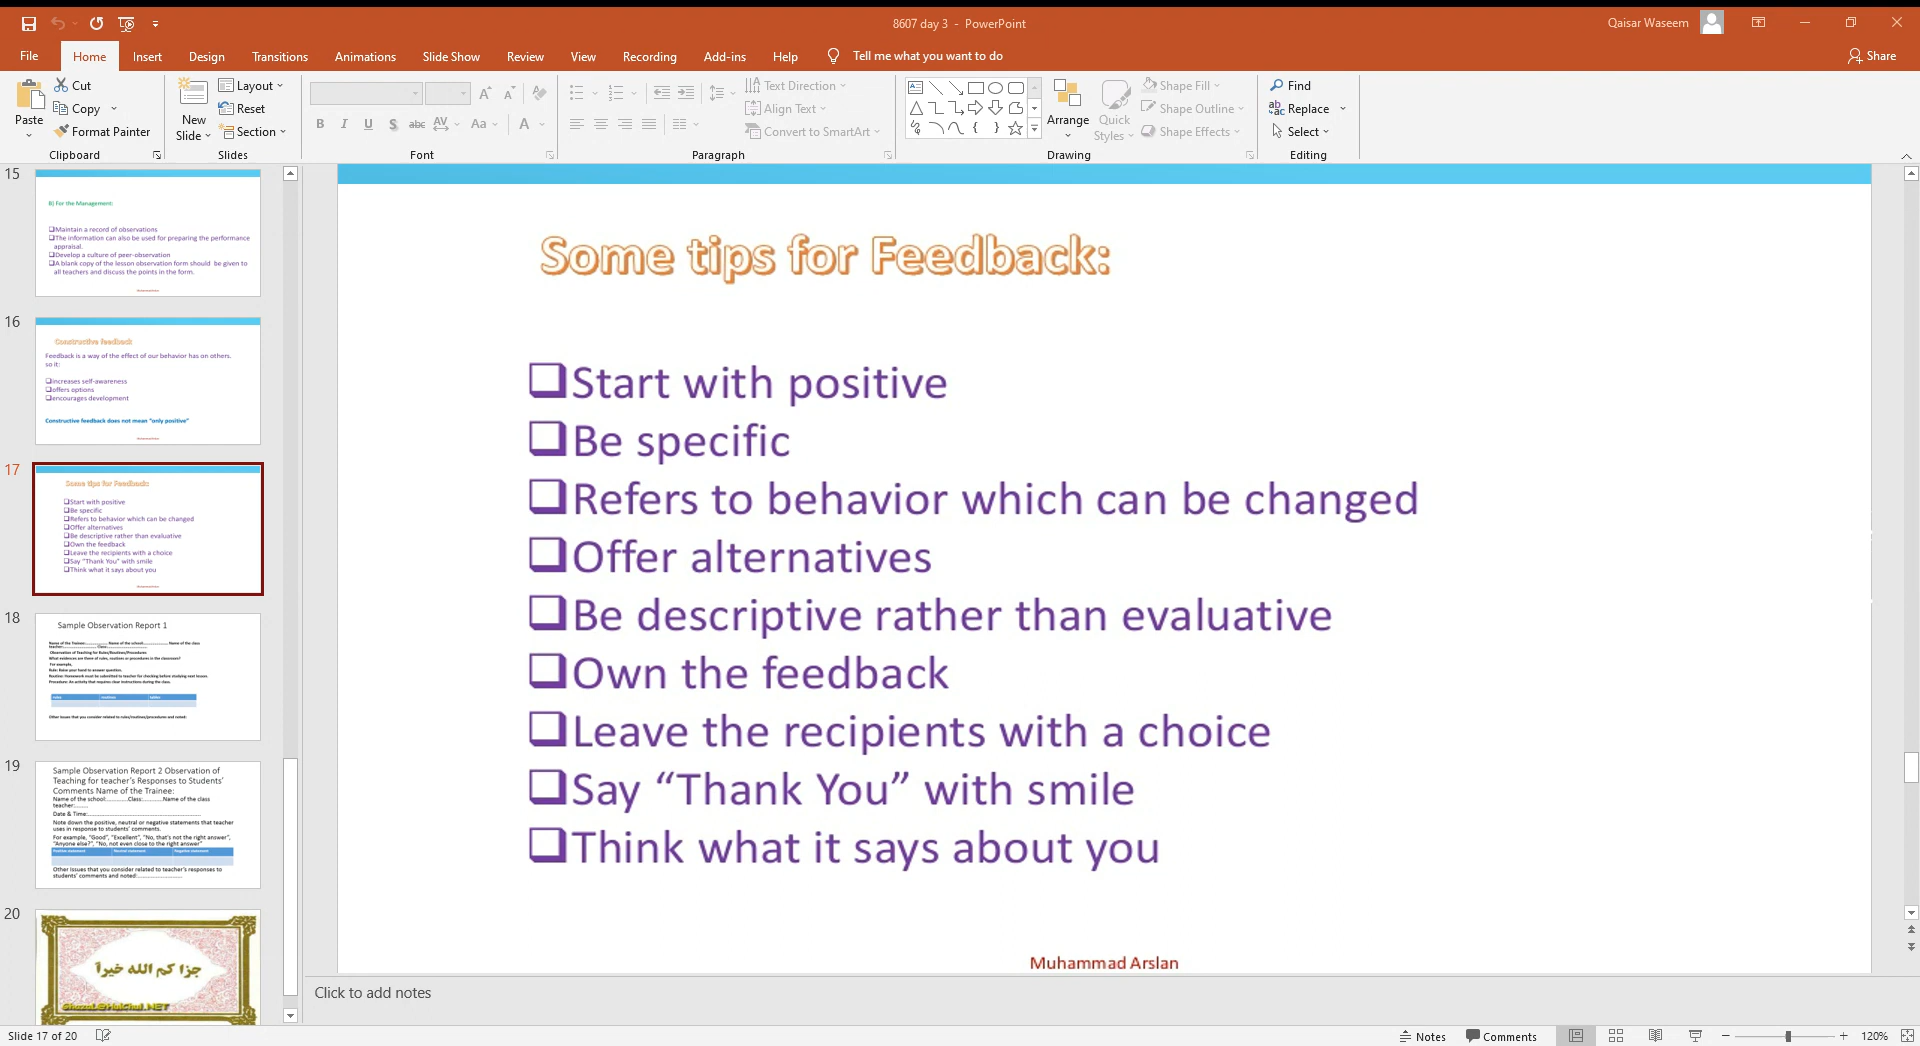 8607 day 3 - PowerPoint
Qaisar Waseem
File Home Insert Design Transitions Animations Slide Show Review View Recording Add-ins Help Tell me what you want to do
Share
Paste
Cut
Copy
Format Painter
Clipboard
New Slide
Layout
Reset
Section
Slides
B I U S abc AV Aa A
Font
Text Direction
Align Text
Convert to SmartArt
Paragraph
Arrange
Quick Styles
Shape Fill
Shape Outline
Shape Effects
Drawing
Find
Replace
Select
Editing
15
B) For the Management:
Maintain a record of observations
The information can also be used for preparing the performance
appraisal.
Develop a culture of peer-observation
A blank copy of the lesson observation form should be given to
all teachers and discuss the points in the form.
16
Constructive feedback
Feedback is a way of the effect of our behavior has on others.
so it:
increases self-awareness
offers options
encourages development
Constructive feedback does not mean "only positive"
17
Some tips for Feedback:
Start with positive
Be specific
Refers to behavior which can be changed
Offer alternatives
Be descriptive rather than evaluative
Own the feedback
Leave the recipients with a choice
Say "Thank You" with smile
Think what it says about you
18
Sample Observation Report 1
Name of the Trainee: Name of the school: Name of the class
teacher: Class:
Observation of Teaching for Rules/Routines/Procedures
What evidences are there of rules, routines or procedures in the classroom?
For example,
Rule: Raise your hand to answer question.
Routine: Homework must be submitted to teacher for checking before studying next lesson.
Procedure: An activity that requires clear instructions during the class.
Other issues that you consider related to rules/routines/procedures and noted:
19
Sample Observation Report 2 Observation of
Teaching for teacher's Responses to Students'
Comments Name of the Trainee:
Name of the school:..............Class:...........Name of the class
teacher:.......
Date & Time:
Note down the positive, neutral or negative statements that teacher
uses in response to students' comments.
For example, "Good", "Excellent", "No, that's not the right answer",
"Anyone else?", "No, not even close to the right answer"
Positive statement Neutral statement Negative statement
Other issues that you consider related to teacher's responses to
students' comments and noted:
20
جزا کم الله خیراً
Some tips for Feedback:
Start with positive
Be specific
Refers to behavior which can be changed
Offer alternatives
Be descriptive rather than evaluative
Own the feedback
Leave the recipients with a choice
Say “Thank You” with smile
Think what it says about you
Muhammad Arslan
Click to add notes
Slide 17 of 20
Notes
Comments
120%